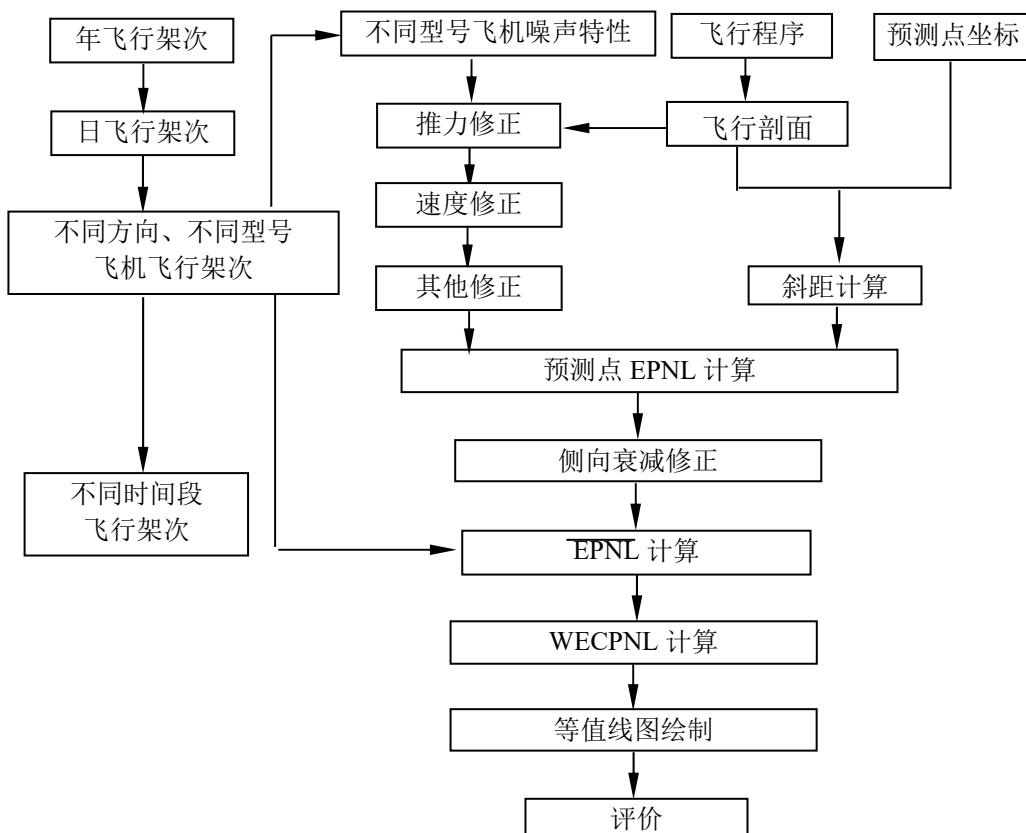 年飞行架次
不同型号飞机噪声特性
飞行程序
预测点坐标
日飞行架次
推力修正
飞行剖面
不同方向、不同型号
飞机飞行架次
速度修正
其他修正
斜距计算
预测点 EPNL 计算
侧向衰减修正
不同时间段
飞行架次
EPNL 计算
WECPNL 计算
等值线图绘制
评价